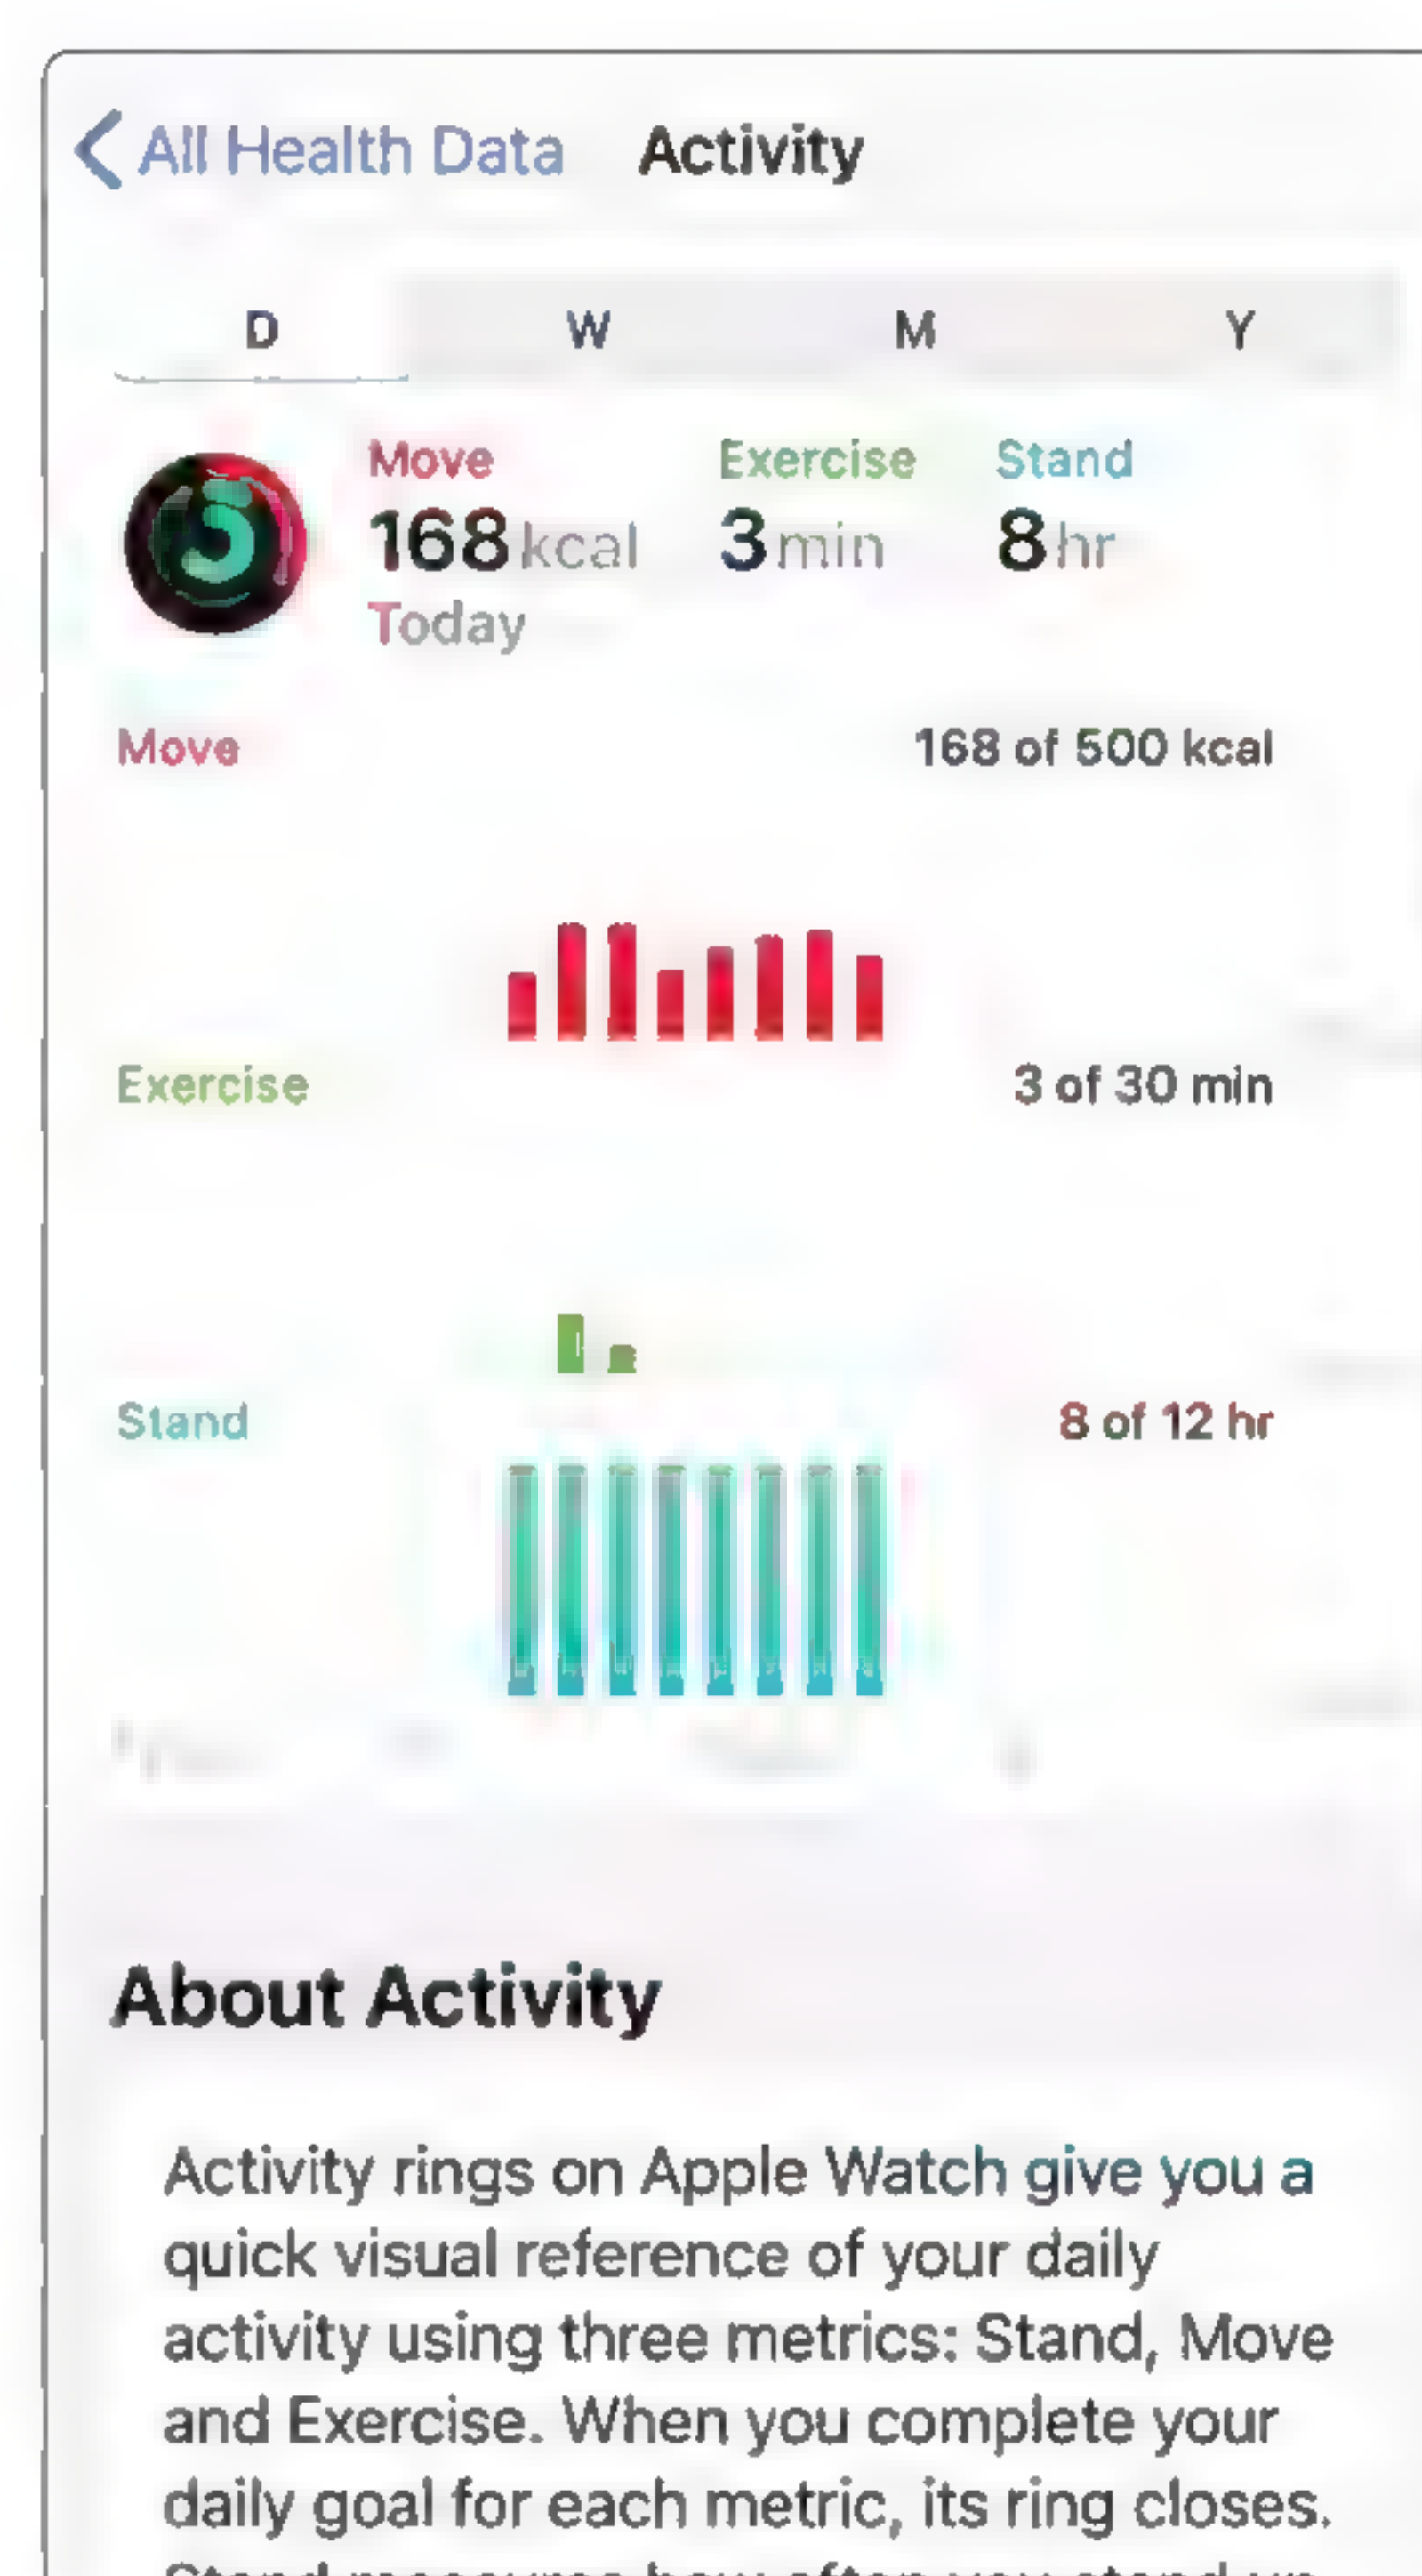 All Health Data Activity
D W M Y
Move Exercise Stand
168 kcal 3 min 8 hr
Today
Move 168 of 500 kcal
Exercise 3 of 30 min
Stand 8 of 12 hr
About Activity
Activity rings on Apple Watch give you a
quick visual reference of your daily
activity using three metrics: Stand, Move
and Exercise. When you complete your
daily goal for each metric, its ring closes.